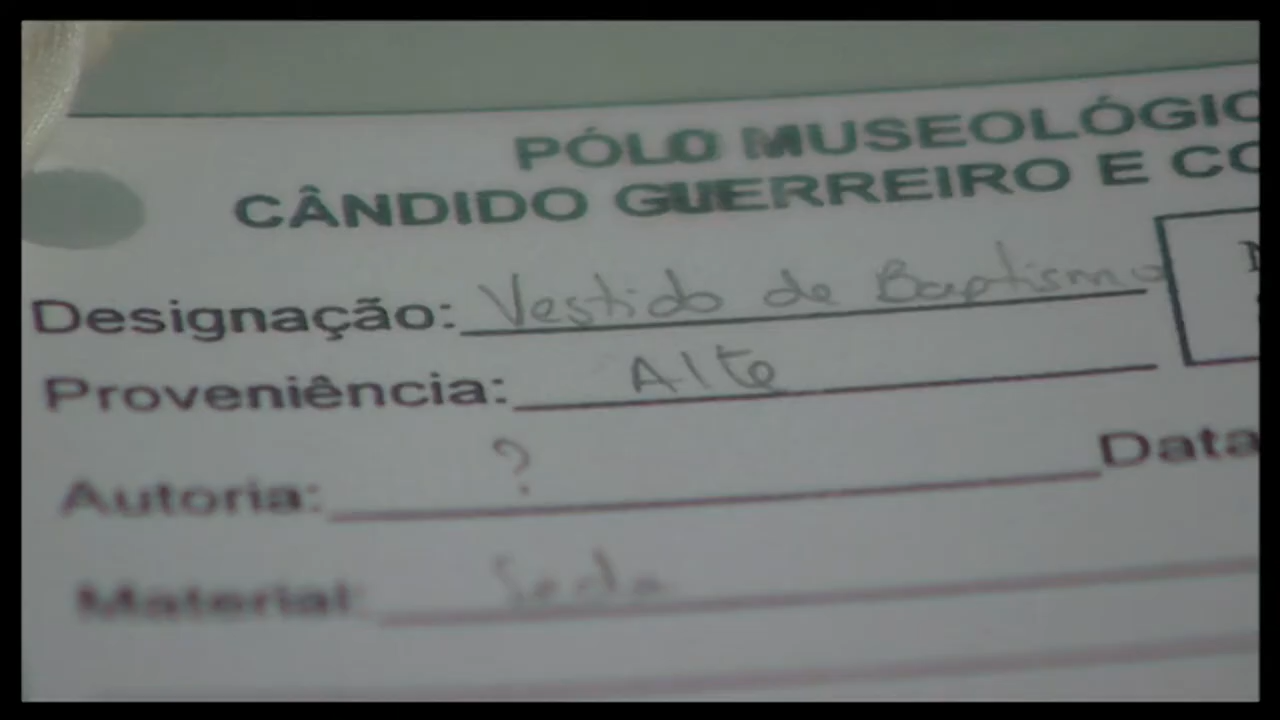 PÓLO MUSEOLÓGIC
CÂNDIDO GUERREIRO E CO
Designação: Vestido de Baptismo
Proveniência: Alte
Autoria: ? Data
Material: Seda